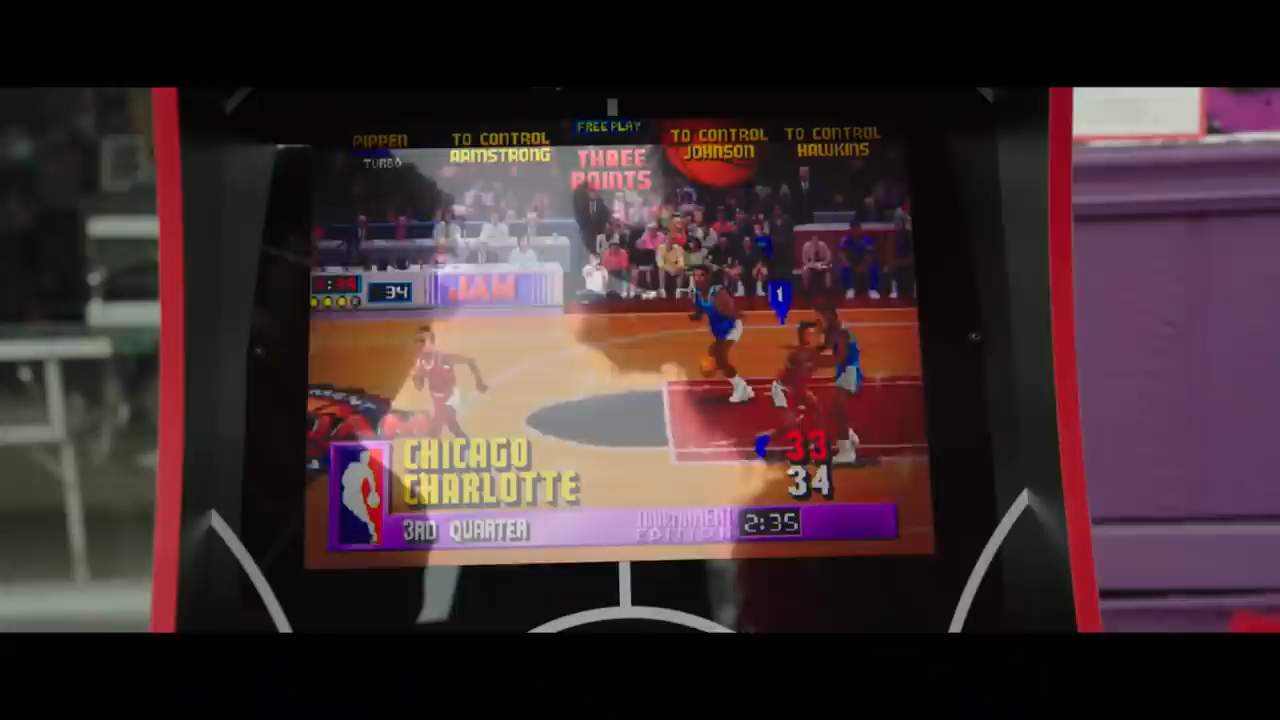 FREE PLAY
PIPPEN
TURBO
TO CONTROL
ARMSTRONG
THREE
POINTS
TO CONTROL
JOHNSON
TO CONTROL
HAWKINS
34
JAM
1
CHICAGO 33
CHARLOTTE 34
3RD QUARTER
TOURNAMENT
EDITION
2:35